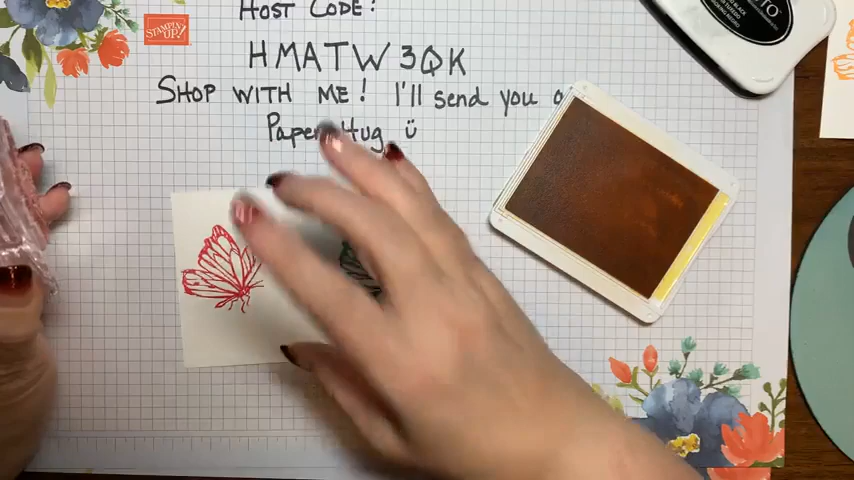 HOST CODE:
STAMPIN' UP!
HMATW3QK
SHOP WITH ME! I'll send you a
Paper Hug ü